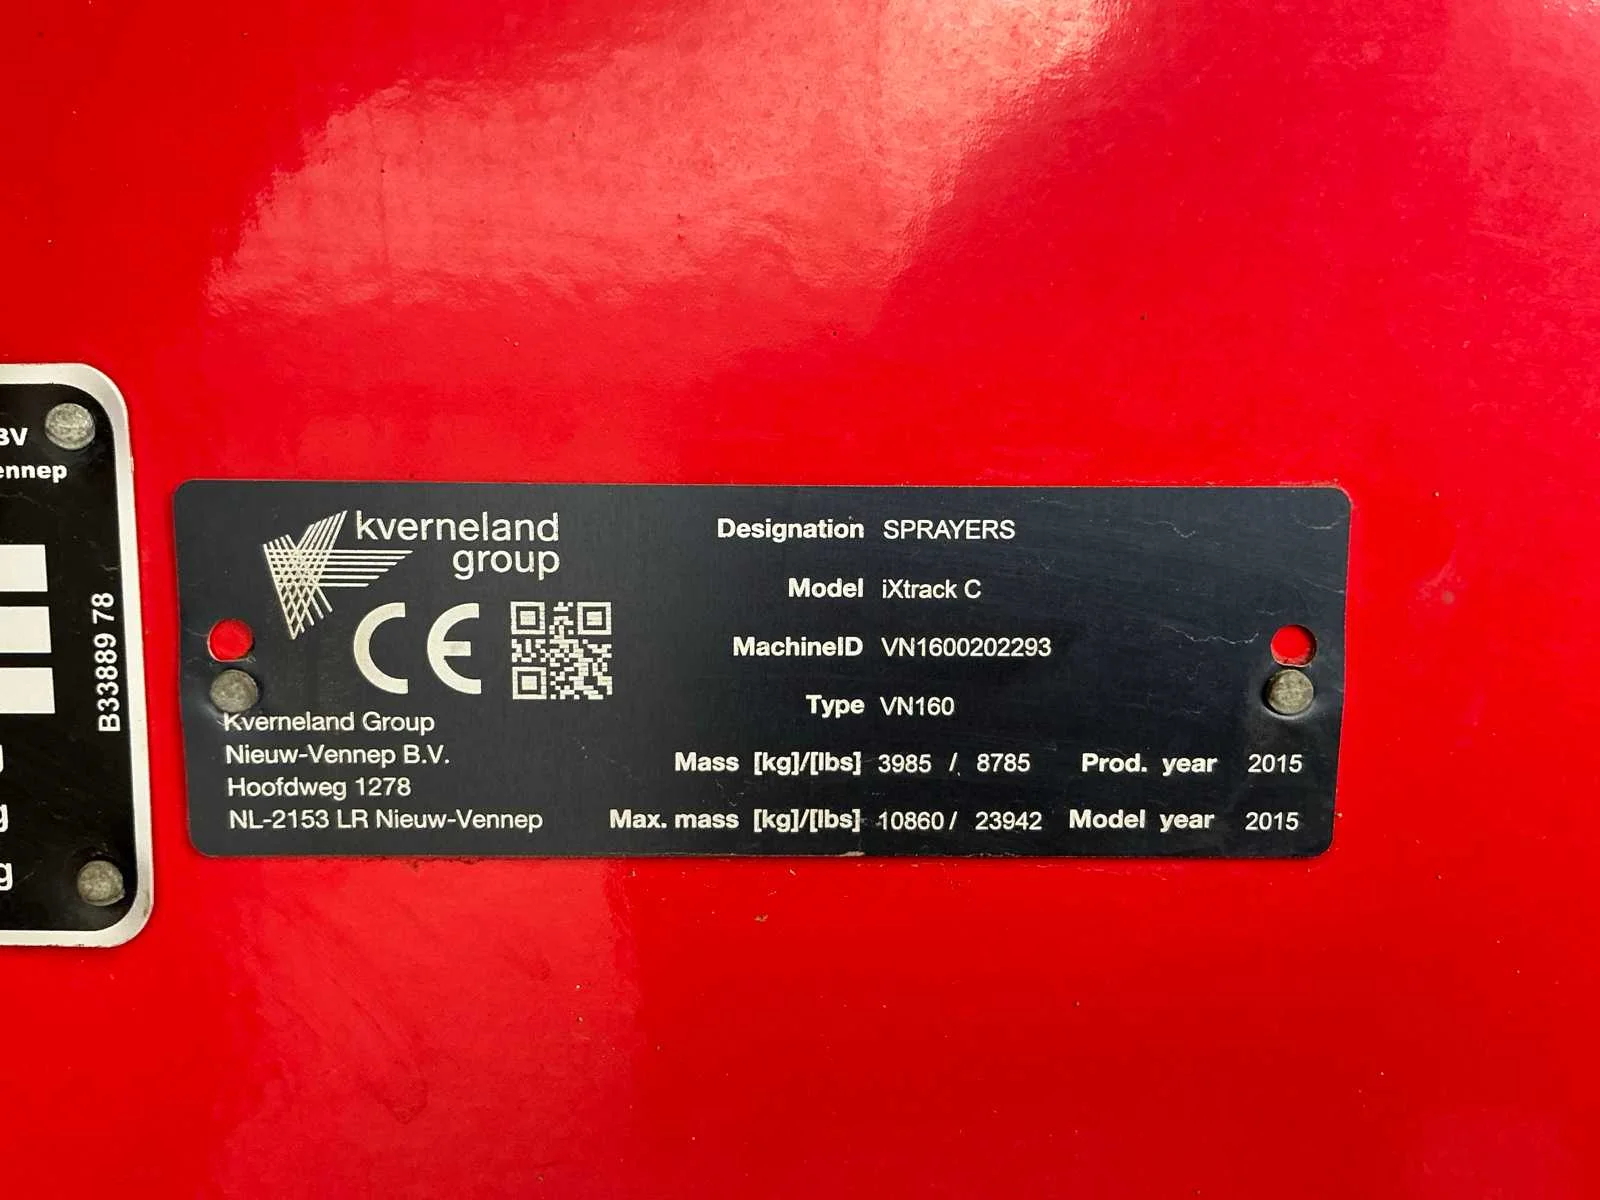 BV
ennep
B33889 78
g
g
g
kverneland
group
CE
Kverneland Group
Nieuw-Vennep B.V.
Hoofdweg 1278
NL-2153 LR Nieuw-Vennep
Designation SPRAYERS
Model iXtrack C
MachineID VN1600202293
Type VN160
Mass [kg]/[lbs] 3985 / 8785 Prod. year 2015
Max. mass [kg]/[lbs] 10860 / 23942 Model year 2015